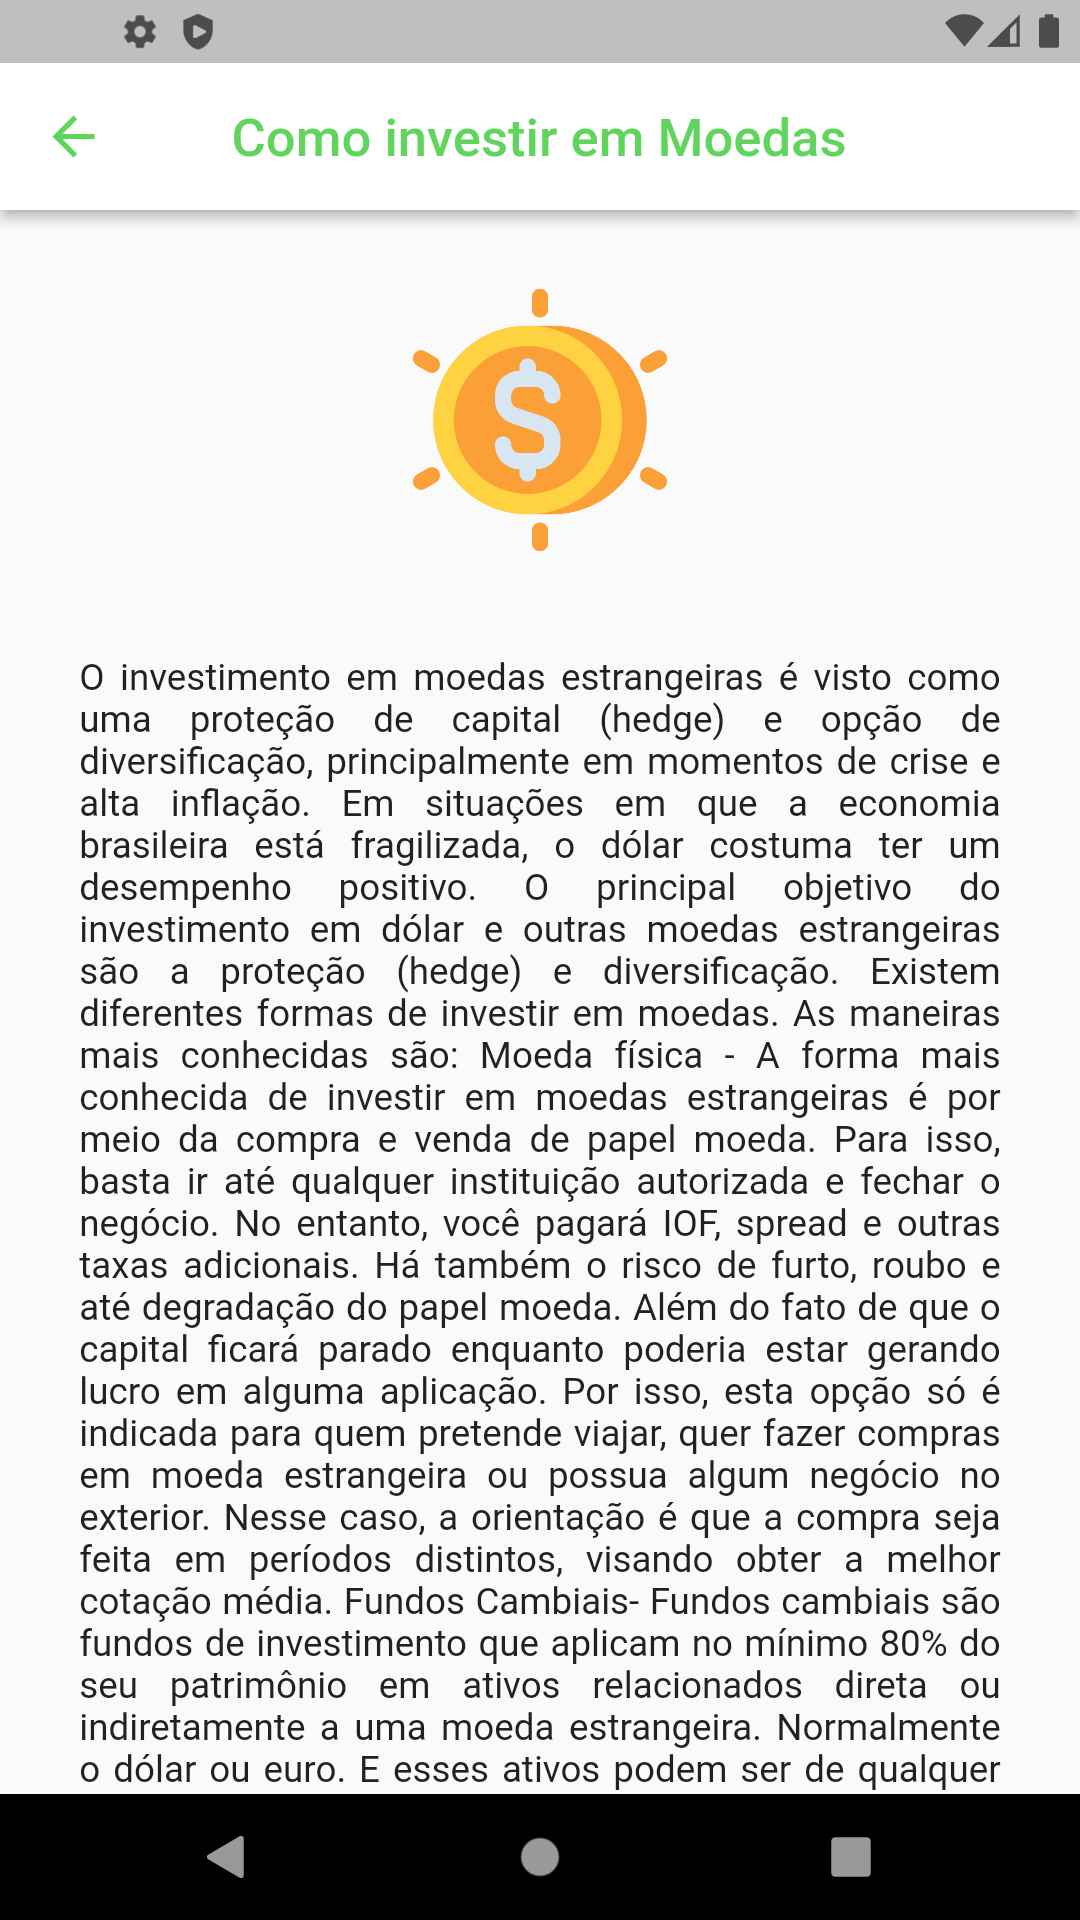 Como investir em Moedas
$
O investimento em moedas estrangeiras é visto como
uma proteção de capital (hedge) e opção de
diversificação, principalmente em momentos de crise e
alta inflação. Em situações em que a economia
brasileira está fragilizada, o dólar costuma ter um
desempenho positivo. O principal objetivo do
investimento em dólar e outras moedas estrangeiras
são a proteção (hedge) e diversificação. Existem
diferentes formas de investir em moedas. As maneiras
mais conhecidas são: Moeda física - A forma mais
conhecida de investir em moedas estrangeiras é por
meio da compra e venda de papel moeda. Para isso,
basta ir até qualquer instituição autorizada e fechar o
negócio. No entanto, você pagará IOF, spread e outras
taxas adicionais. Há também o risco de furto, roubo e
até degradação do papel moeda. Além do fato de que o
capital ficará parado enquanto poderia estar gerando
lucro em alguma aplicação. Por isso, esta opção só é
indicada para quem pretende viajar, quer fazer compras
em moeda estrangeira ou possua algum negócio no
exterior. Nesse caso, a orientação é que a compra seja
feita em períodos distintos, visando obter a melhor
cotação média. Fundos Cambiais- Fundos cambiais são
fundos de investimento que aplicam no mínimo 80% do
seu patrimônio em ativos relacionados direta ou
indiretamente a uma moeda estrangeira. Normalmente
o dólar ou euro. E esses ativos podem ser de qualquer